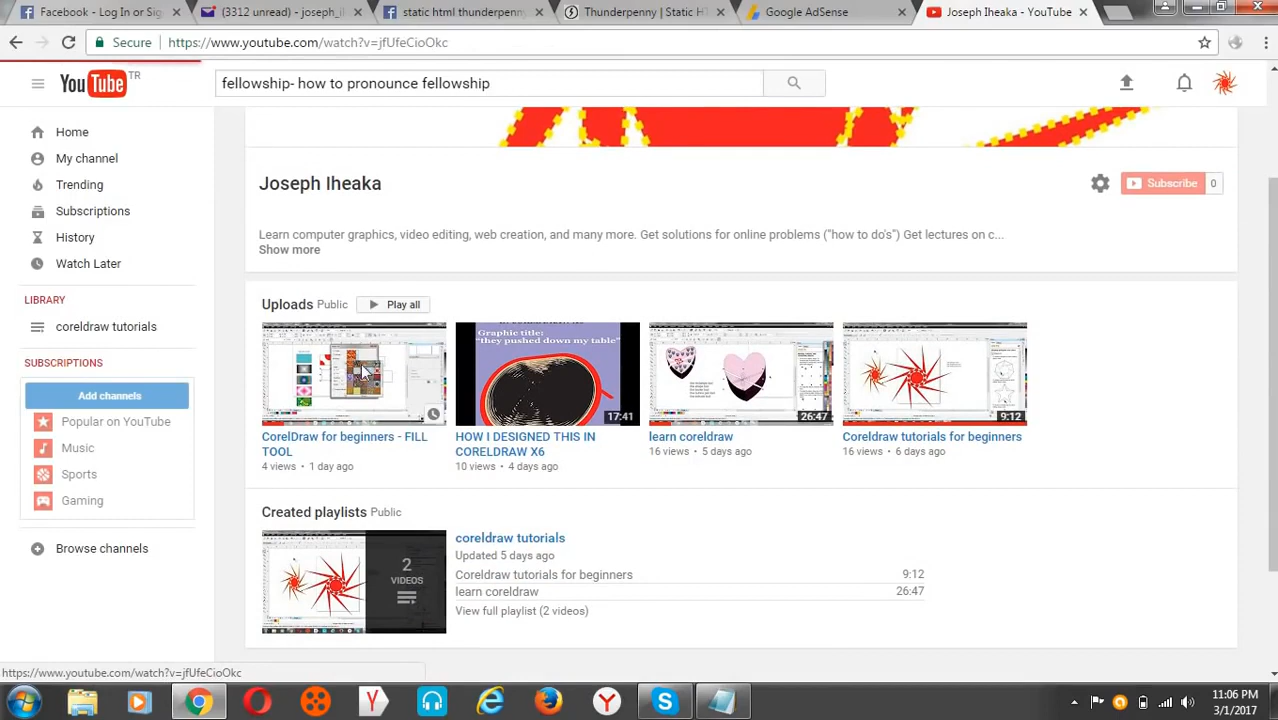 Facebook - Log In or Sig
(3312 unread) - joseph_ih
static html thunderpenny
Thunderpenny | Static HT
Google AdSense
Joseph Iheaka - YouTube
Secure
https://www.youtube.com/watch?v=jfUfeCioOkc
YouTube TR
fellowship- how to pronounce fellowship
Home
My channel
Trending
Subscriptions
History
Watch Later
LIBRARY
coreldraw tutorials
SUBSCRIPTIONS
Add channels
Popular on YouTube
Music
Sports
Gaming
Browse channels
Joseph Iheaka
Subscribe 0
Learn computer graphics, video editing, web creation, and many more. Get solutions for online problems ("how to do's") Get lectures on c...
Show more
Uploads Public Play all
Graphic title:
"they pushed down my table"
17:41
26:47
9:12
CorelDraw for beginners - FILL
TOOL
4 views • 1 day ago
HOW I DESIGNED THIS IN
CORELDRAW X6
10 views • 4 days ago
learn coreldraw
16 views • 5 days ago
Coreldraw tutorials for beginners
16 views • 6 days ago
Created playlists Public
2
VIDEOS
coreldraw tutorials
Updated 5 days ago
Coreldraw tutorials for beginners 9:12
learn coreldraw 26:47
View full playlist (2 videos)
https://www.youtube.com/watch?v=jfUfeCioOkc
11:06 PM
3/1/2017